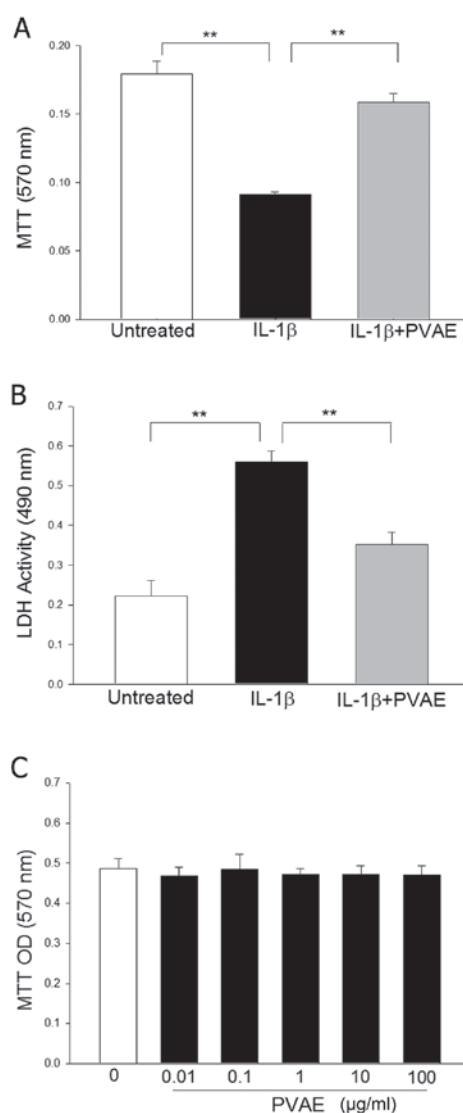 A
MTT (570 nm)
0.20
0.15
0.10
0.05
0.00
**
**
Untreated
IL-1β
IL-1β+PVAE
B
LDH Activity (490 nm)
0.7
0.6
0.5
0.4
0.3
0.2
0.1
0.0
**
**
Untreated
IL-1β
IL-1β+PVAE
C
MTT OD (570 nm)
0.7
0.6
0.5
0.4
0.3
0.2
0.1
0.0
0 0.01 0.1 1 10 100
PVAE (µg/ml)